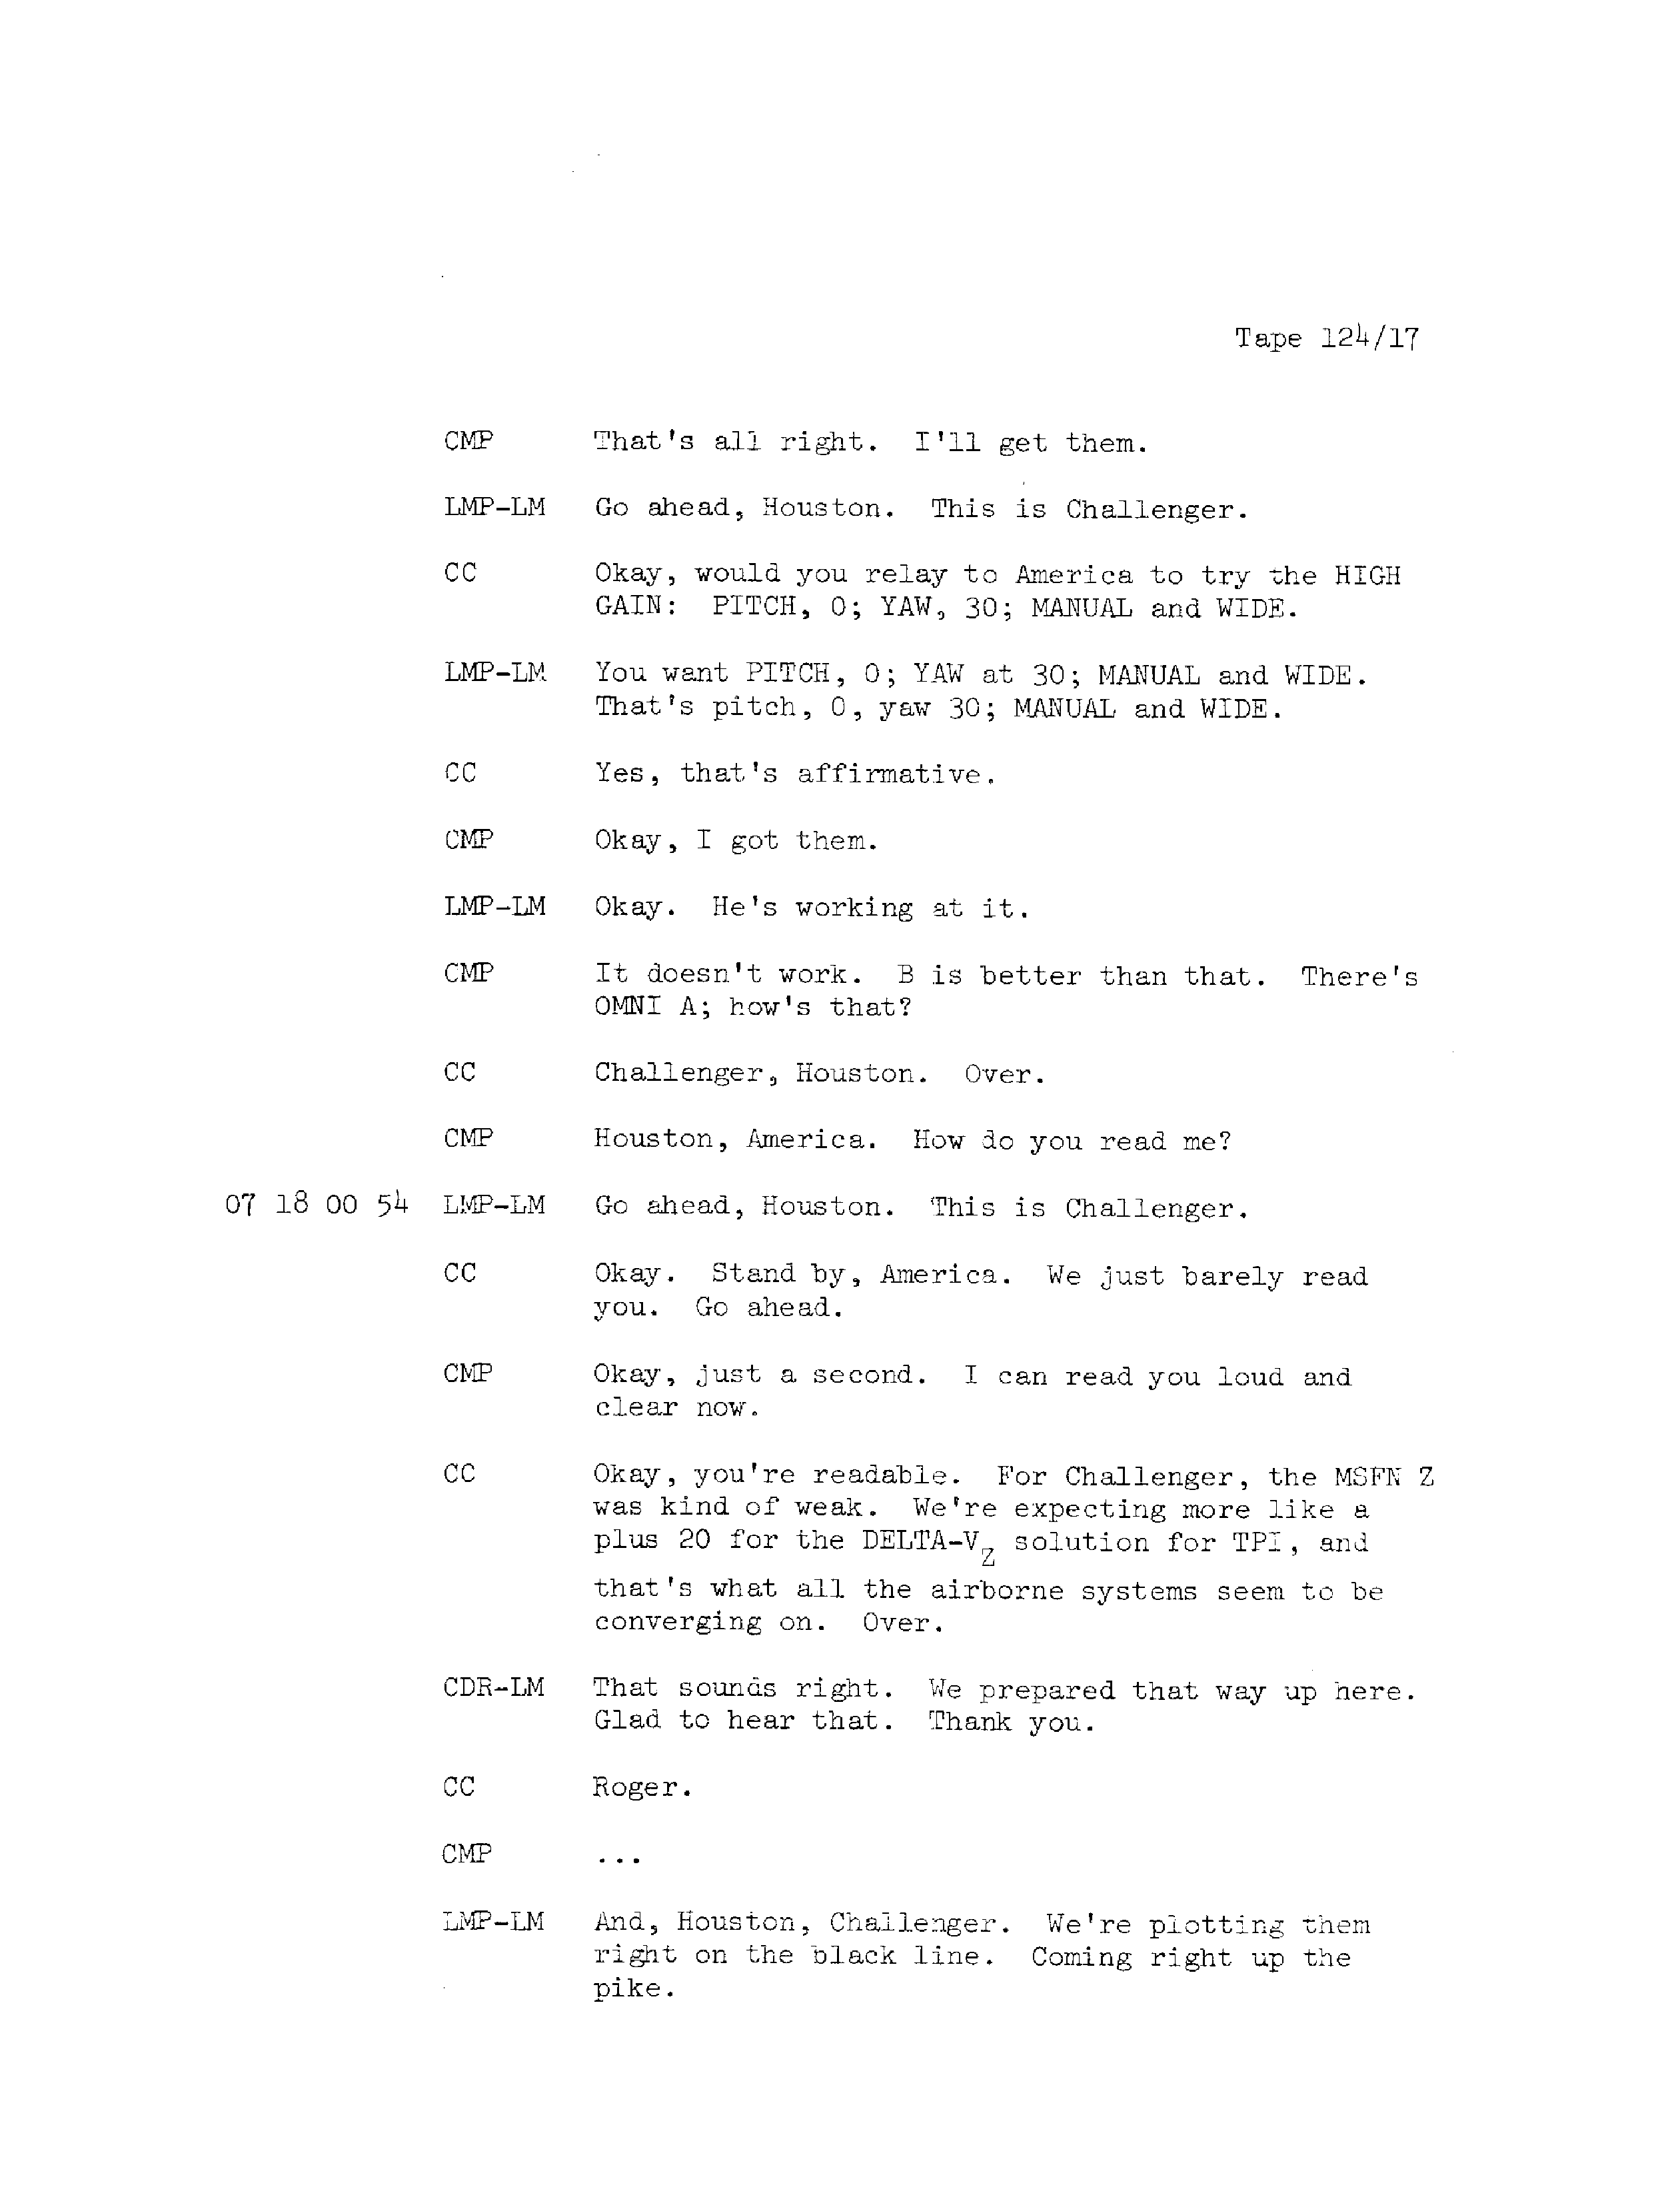 Tape 124/17
CMP That's all right. I'll get them.
LMP-LM Go ahead, Houston. This is Challenger.
CC Okay, would you relay to America to try the HIGH
GAIN: PITCH, 0; YAW, 30; MANUAL and WIDE.
LMP-LM You want PITCH, 0; YAW at 30; MANUAL and WIDE.
That's pitch, 0, yaw 30; MANUAL and WIDE.
CC Yes, that's affirmative.
CMP Okay, I got them.
LMP-LM Okay. He's working at it.
CMP It doesn't work. B is better than that. There's
OMNI A; how's that?
CC Challenger, Houston. Over.
CMP Houston, America. How do you read me?
07 18 00 54 LMP-LM Go ahead, Houston. This is Challenger.
CC Okay. Stand by, America. We just barely read
you. Go ahead.
CMP Okay, just a second. I can read you loud and
clear now.
CC Okay, you're readable. For Challenger, the MSFN Z
was kind of weak. We're expecting more like a
plus 20 for the DELTA-VZ solution for TPI, and
that's what all the airborne systems seem to be
converging on. Over.
CDR-LM That sounds right. We prepared that way up here.
Glad to hear that. Thank you.
CC Roger.
CMP ...
LMP-LM And, Houston, Challenger. We're plotting them
right on the black line. Coming right up the
pike.